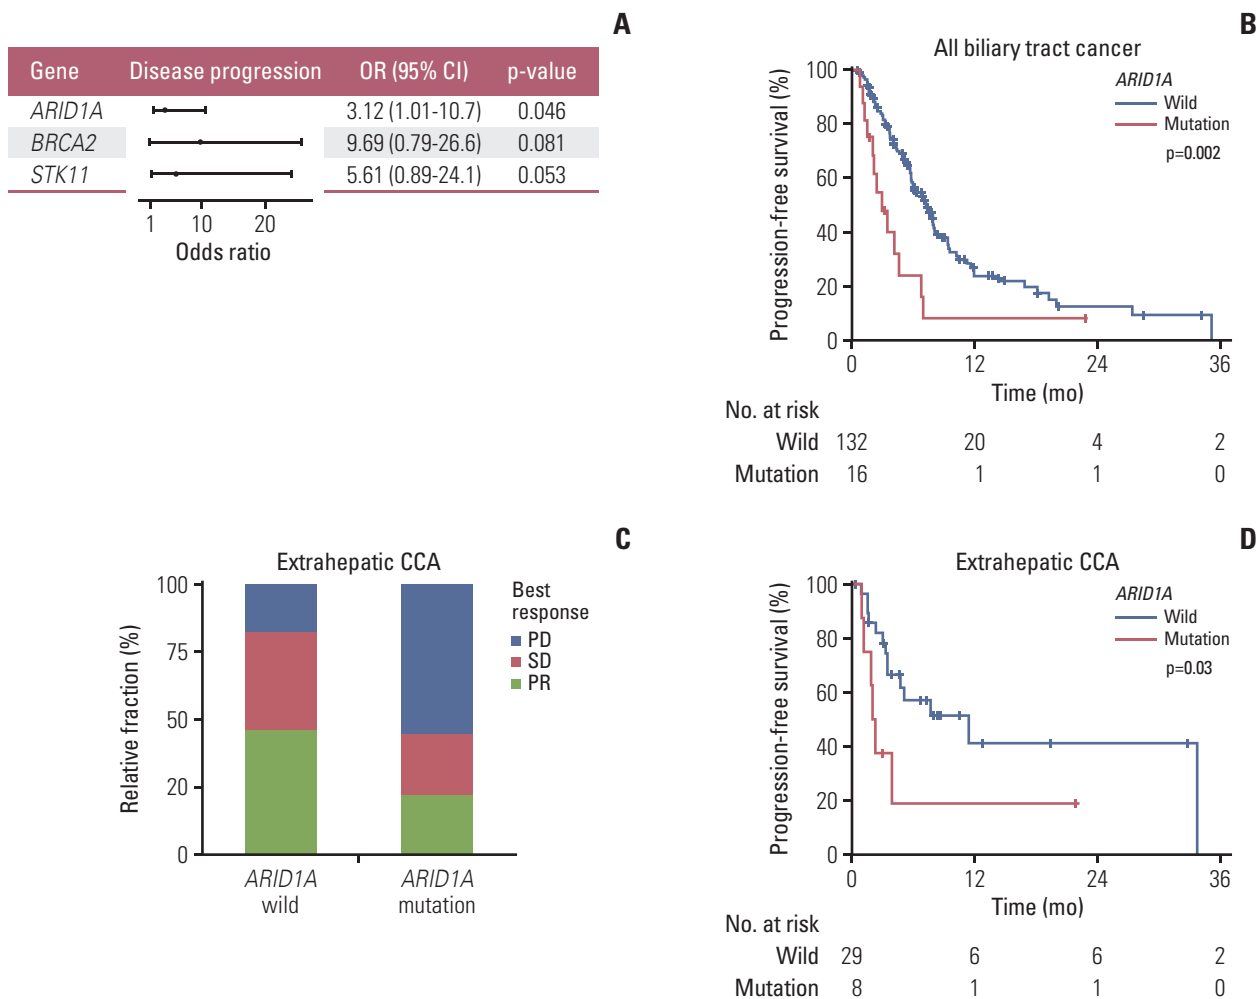 A
Gene Disease progression OR (95% CI) p-value
ARID1A 3.12 (1.01-10.7) 0.046
BRCA2 9.69 (0.79-26.6) 0.081
STK11 5.61 (0.89-24.1) 0.053
1 10 20
Odds ratio
B
All biliary tract cancer
Progression-free survival (%)
100
80
60
40
20
0
ARID1A
Wild
Mutation
p=0.002
0 12 24 36
Time (mo)
No. at risk
Wild 132 20 4 2
Mutation 16 1 1 0
C
Extrahepatic CCA
Relative fraction (%)
100
75
50
20
0
Best
response
PD
SD
PR
ARID1A
wild
ARID1A
mutation
D
Extrahepatic CCA
Progression-free survival (%)
100
80
60
40
20
0
ARID1A
Wild
Mutation
p=0.03
0 12 24 36
Time (mo)
No. at risk
Wild 29 6 6 2
Mutation 8 1 1 0